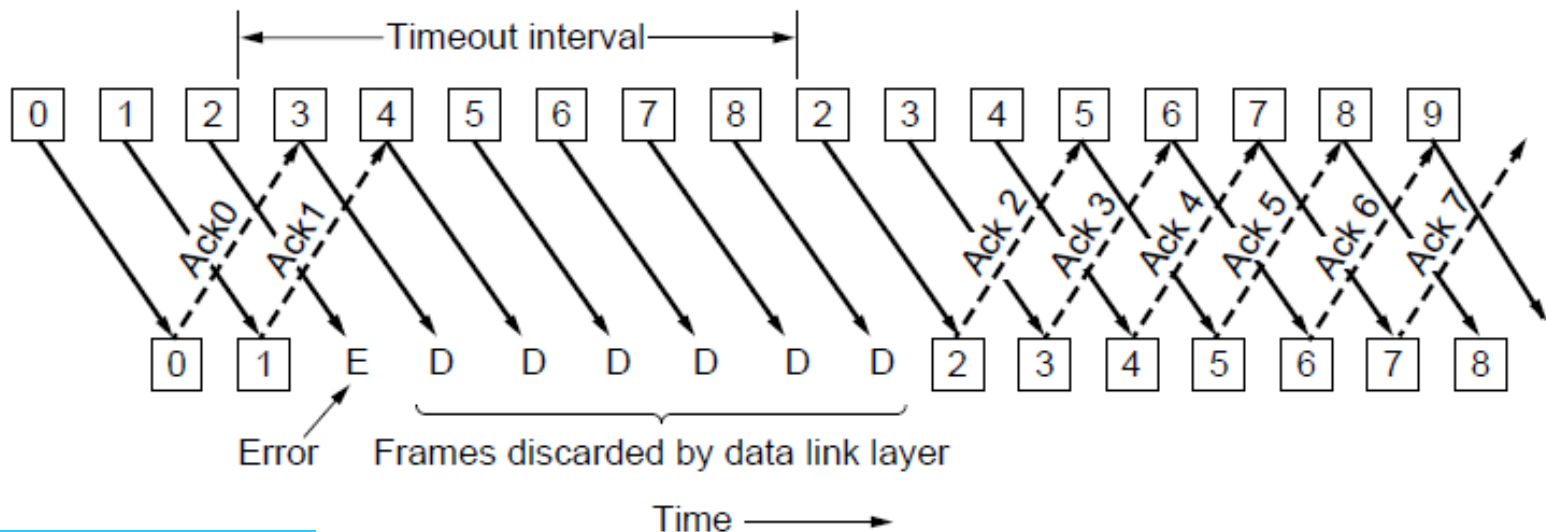 Timeout interval
0 1 2 3 4 5 6 7 8 2 3 4 5 6 7 8 9
Ack0 Ack1 Ack 2 Ack 3 Ack 4 Ack 5 Ack 6 Ack 7
0 1 E D D D D D D 2 3 4 5 6 7 8
Error Frames discarded by data link layer
Time